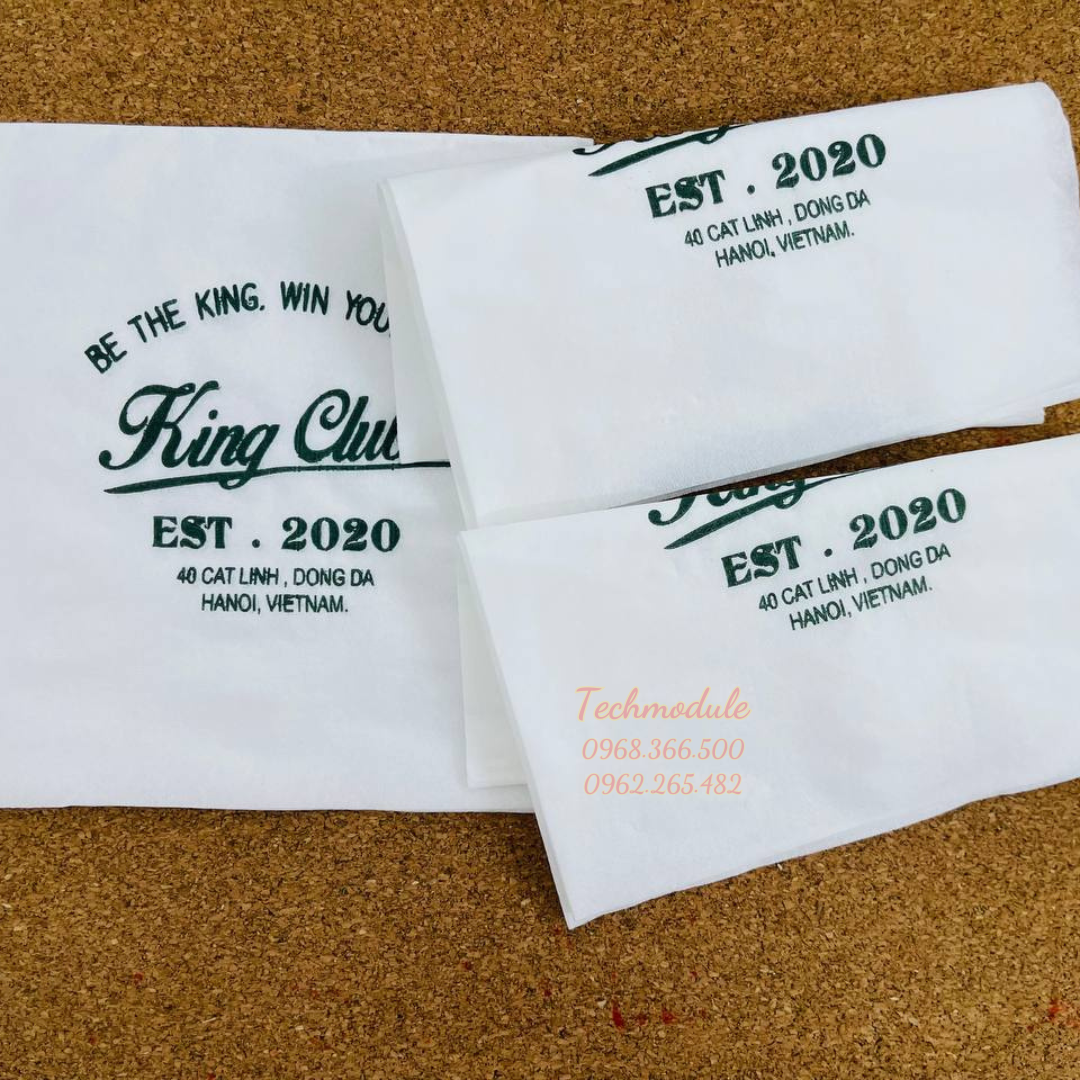 BE THE KING. WIN
King Club
EST . 2020
40 CAT LINH , DONG DA
HANOI, VIETNAM.
EST . 2020
40 CAT LINH , DONG DA
HANOI, VIETNAM.
King
EST . 2020
40 CAT LINH , DONG DA
HANOI, VIETNAM.
Techmodule
0968.366.500
0962.265.482